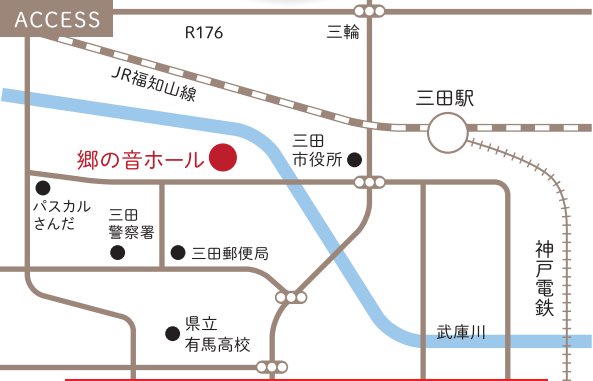 ACCESS
R176
三輪
JR福知山線
三田駅
三田
市役所
郷の音ホール
パスカル
さんだ
三田
警察署
三田郵便局
神戸電鉄
県立
有馬高校
武庫川